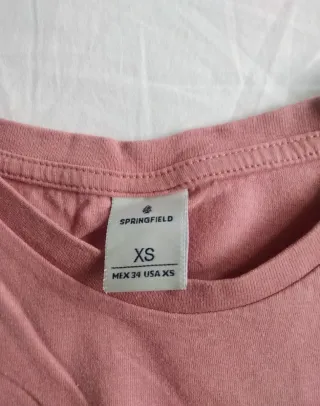 SPRINGFIELD
XS
MEX 34 USA XS